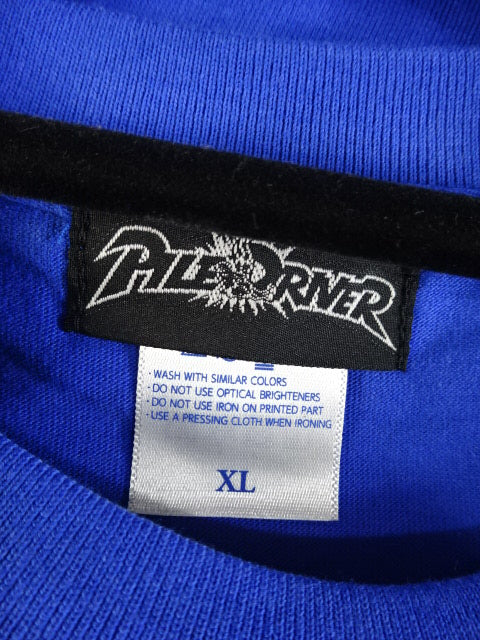 PILEDRIVER
· WASH WITH SIMILAR COLORS
· DO NOT USE OPTICAL BRIGHTENERS
· DO NOT USE IRON ON PRINTED PART
· USE A PRESSING CLOTH WHEN IRONING
XL